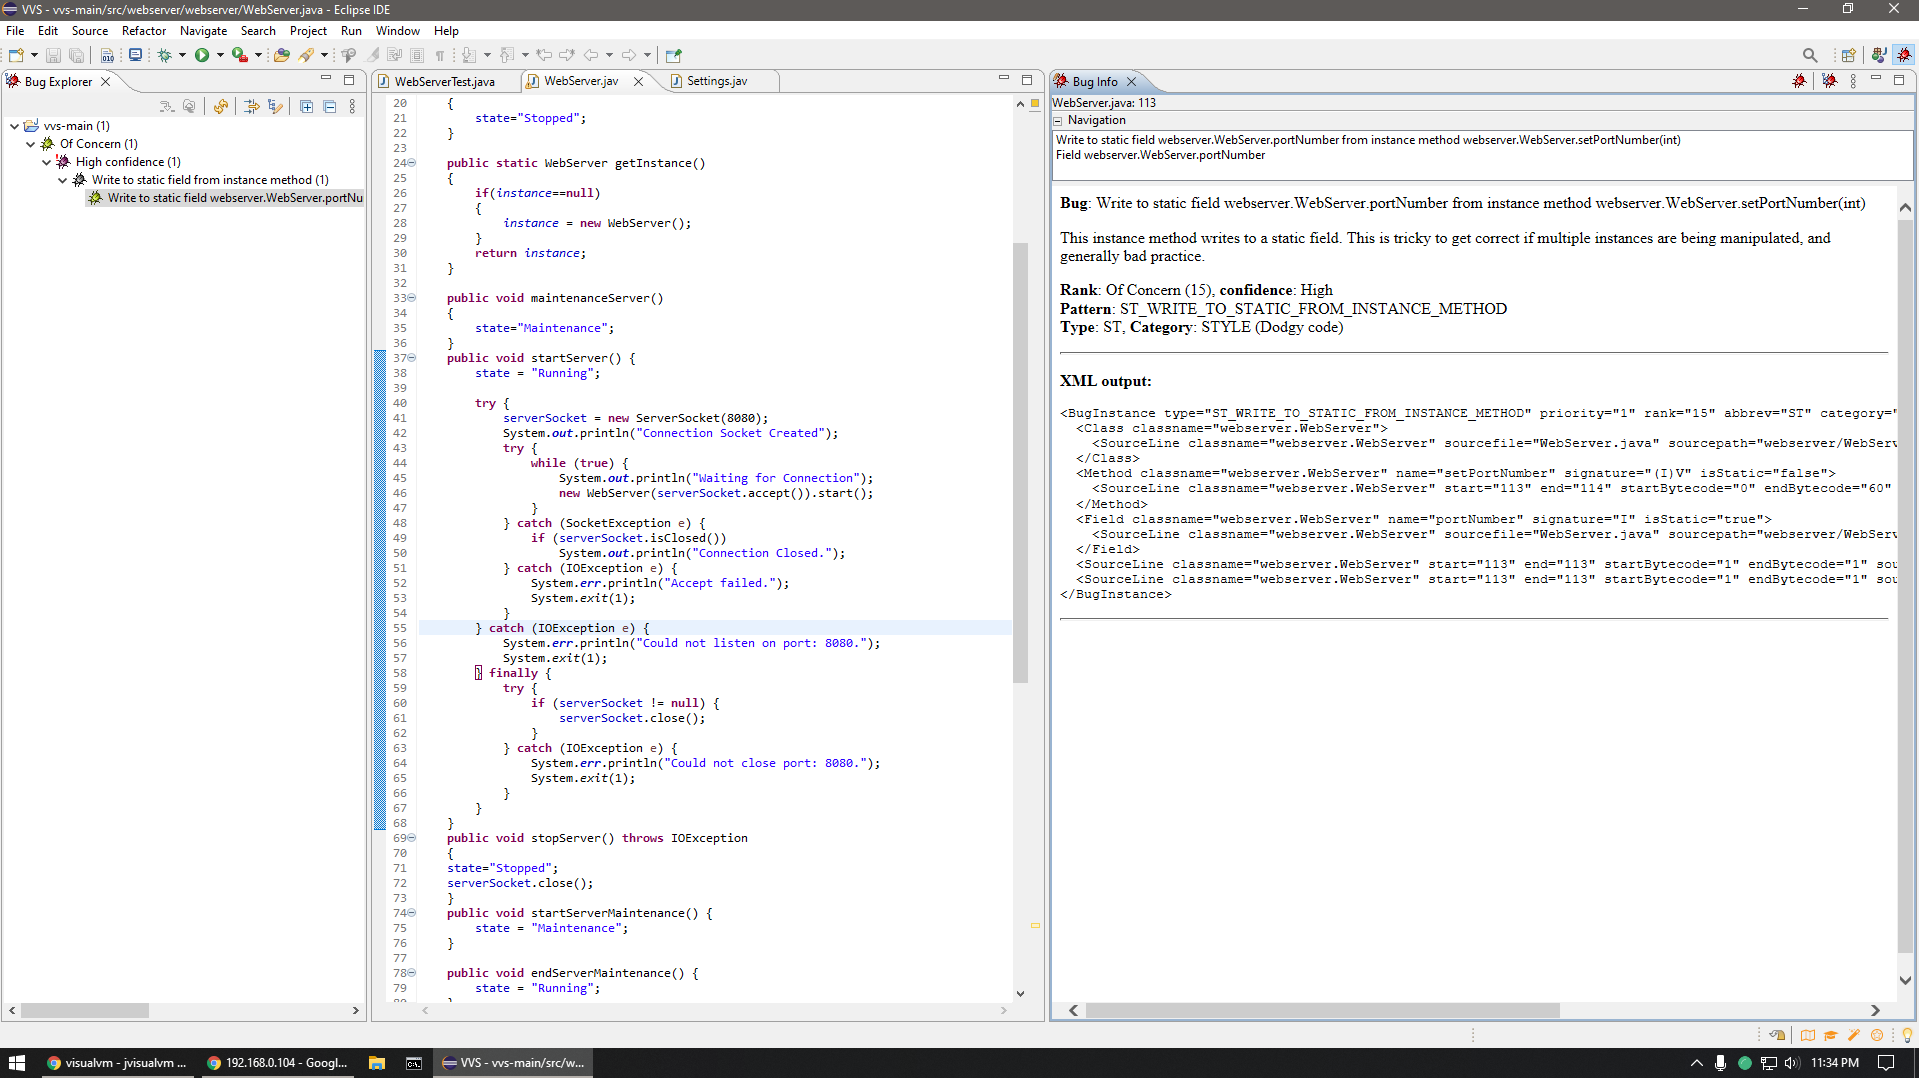 VVS - vvs-main/src/webserver/webserver/WebServer.java - Eclipse IDE
File Edit Source Refactor Navigate Search Project Run Window Help
Bug Explorer
vvs-main (1)
Of Concern (1)
High confidence (1)
Write to static field from instance method (1)
Write to static field webserver.WebServer.portNu
WebServerTest.java WebServer.jav Settings.jav
20 {
21 state="Stopped";
22 }
23
24 public static WebServer getInstance()
25 {
26 if(instance==null)
27 {
28 instance = new WebServer();
29 }
30 return instance;
31 }
32
33 public void maintenanceServer()
34 {
35 state="Maintenance";
36 }
37 public void startServer() {
38 state = "Running";
39
40 try {
41 serverSocket = new ServerSocket(8080);
42 System.out.println("Connection Socket Created");
43 try {
44 while (true) {
45 System.out.println("Waiting for Connection");
46 new WebServer(serverSocket.accept()).start();
47 }
48 } catch (SocketException e) {
49 if (serverSocket.isClosed())
50 System.out.println("Connection Closed.");
51 } catch (IOException e) {
52 System.err.println("Accept failed.");
53 System.exit(1);
54 }
55 } catch (IOException e) {
56 System.err.println("Could not listen on port: 8080.");
57 System.exit(1);
58 } finally {
59 try {
60 if (serverSocket != null) {
61 serverSocket.close();
62 }
63 } catch (IOException e) {
64 System.err.println("Could not close port: 8080.");
65 System.exit(1);
66 }
67 }
68 }
69 public void stopServer() throws IOException
70 {
71 state="Stopped";
72 serverSocket.close();
73 }
74 public void startServerMaintenance() {
75 state = "Maintenance";
76 }
77
78 public void endServerMaintenance() {
79 state = "Running";
Bug Info
WebServer.java: 113
Navigation
Write to static field webserver.WebServer.portNumber from instance method webserver.WebServer.setPortNumber(int)
Field webserver.WebServer.portNumber
Bug: Write to static field webserver.WebServer.portNumber from instance method webserver.WebServer.setPortNumber(int)
This instance method writes to a static field. This is tricky to get correct if multiple instances are being manipulated, and
generally bad practice.
Rank: Of Concern (15), confidence: High
Pattern: ST_WRITE_TO_STATIC_FROM_INSTANCE_METHOD
Type: ST, Category: STYLE (Dodgy code)
XML output:
<BugInstance type="ST_WRITE_TO_STATIC_FROM_INSTANCE_METHOD" priority="1" rank="15" abbrev="ST" category="
<Class classname="webserver.WebServer">
<SourceLine classname="webserver.WebServer" sourcefile="WebServer.java" sourcepath="webserver/WebServ
</Class>
<Method classname="webserver.WebServer" name="setPortNumber" signature="(I)V" isStatic="false">
<SourceLine classname="webserver.WebServer" start="113" end="114" startBytecode="0" endBytecode="60"
</Method>
<Field classname="webserver.WebServer" name="portNumber" signature="I" isStatic="true">
<SourceLine classname="webserver.WebServer" sourcefile="WebServer.java" sourcepath="webserver/WebServ
</Field>
<SourceLine classname="webserver.WebServer" start="113" end="113" startBytecode="1" endBytecode="1" sou
<SourceLine classname="webserver.WebServer" start="113" end="113" startBytecode="1" endBytecode="1" sou
</BugInstance>
visualvm - jvisualvm ... 192.168.0.104 - Googl... VVS - vvs-main/src/w... 11:34 PM